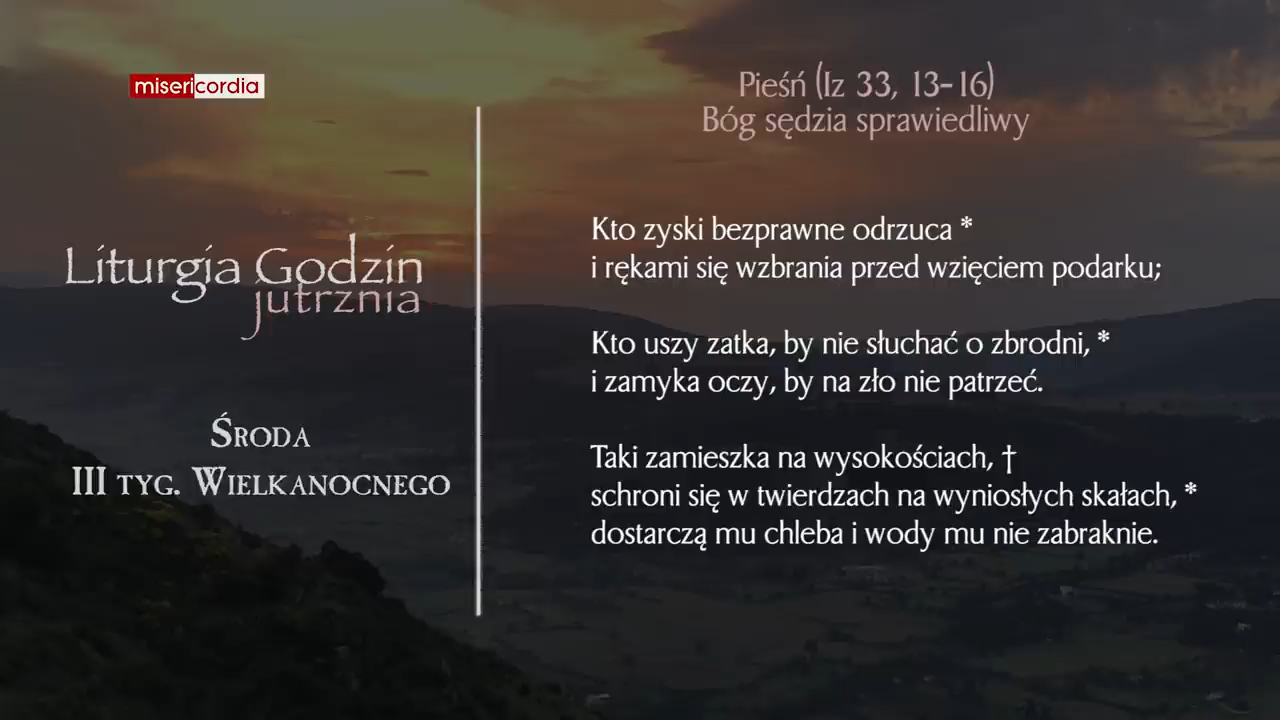 misericordia
Liturgia Godzin
jutrznia
Środa
III tyg. Wielkanocnego
Pieśń (Iz 33, 13-16)
Bóg sędzia sprawiedliwy
Kto zyski bezprawne odrzuca *
i rękami się wzbrania przed wzięciem podarku;
Kto uszy zatka, by nie słuchać o zbrodni, *
i zamyka oczy, by na zło nie patrzeć.
Taki zamieszka na wysokościach, †
schroni się w twierdzach na wyniosłych skałach, *
dostarczą mu chleba i wody mu nie zabraknie.